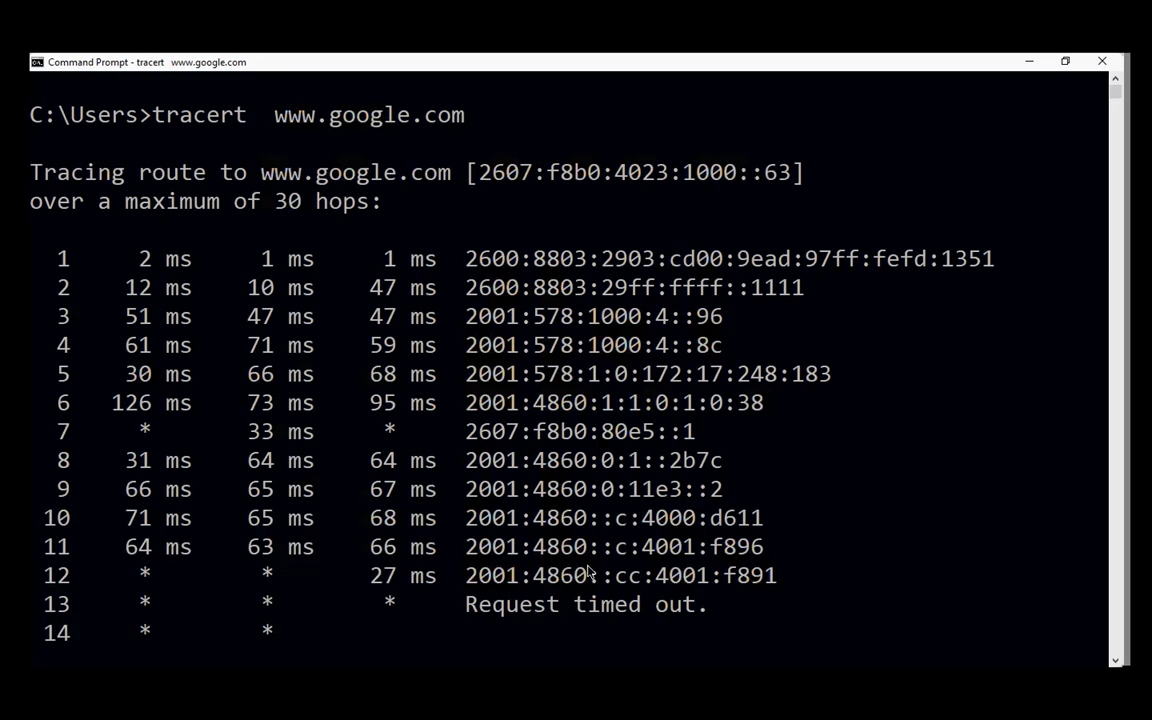 Command Prompt - tracert  www.google.com
C:\Users>tracert  www.google.com
Tracing route to www.google.com [2607:f8b0:4023:1000::63]
over a maximum of 30 hops:
1 2 ms 1 ms 1 ms 2600:8803:2903:cd00:9ead:97ff:fefd:1351
2 12 ms 10 ms 47 ms 2600:8803:29ff:ffff::1111
3 51 ms 47 ms 47 ms 2001:578:1000:4::96
4 61 ms 71 ms 59 ms 2001:578:1000:4::8c
5 30 ms 66 ms 68 ms 2001:578:1:0:172:17:248:183
6 126 ms 73 ms 95 ms 2001:4860:1:1:0:1:0:38
7 * 33 ms * 2607:f8b0:80e5::1
8 31 ms 64 ms 64 ms 2001:4860:0:1::2b7c
9 66 ms 65 ms 67 ms 2001:4860:0:11e3::2
10 71 ms 65 ms 68 ms 2001:4860::c:4000:d611
11 64 ms 63 ms 66 ms 2001:4860::c:4001:f896
12 * * 27 ms 2001:4860::cc:4001:f891
13 * * * Request timed out.
14 * *